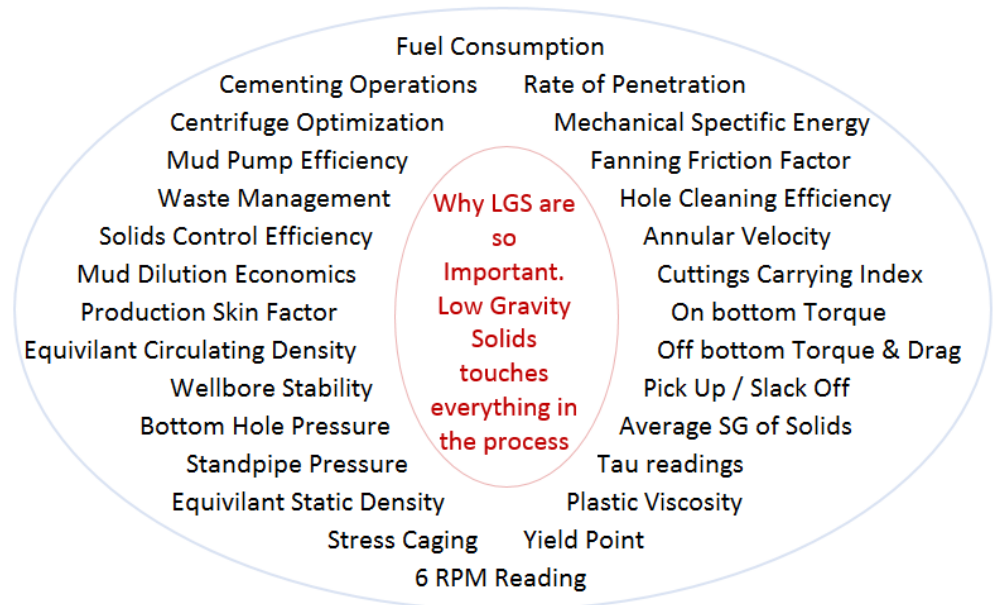 Fuel Consumption
Cementing Operations
Rate of Penetration
Centrifuge Optimization
Mechanical Spectific Energy
Mud Pump Efficiency
Fanning Friction Factor
Waste Management
Hole Cleaning Efficiency
Solids Control Efficiency
Annular Velocity
Mud Dilution Economics
Cuttings Carrying Index
Production Skin Factor
On bottom Torque
Equivilant Circulating Density
Off bottom Torque & Drag
Wellbore Stability
Pick Up / Slack Off
Bottom Hole Pressure
Average SG of Solids
Standpipe Pressure
Tau readings
Equivilant Static Density
Plastic Viscosity
Stress Caging
Yield Point
6 RPM Reading
Why LGS are
so
Important.
Low Gravity
Solids
touches
everything in
the process